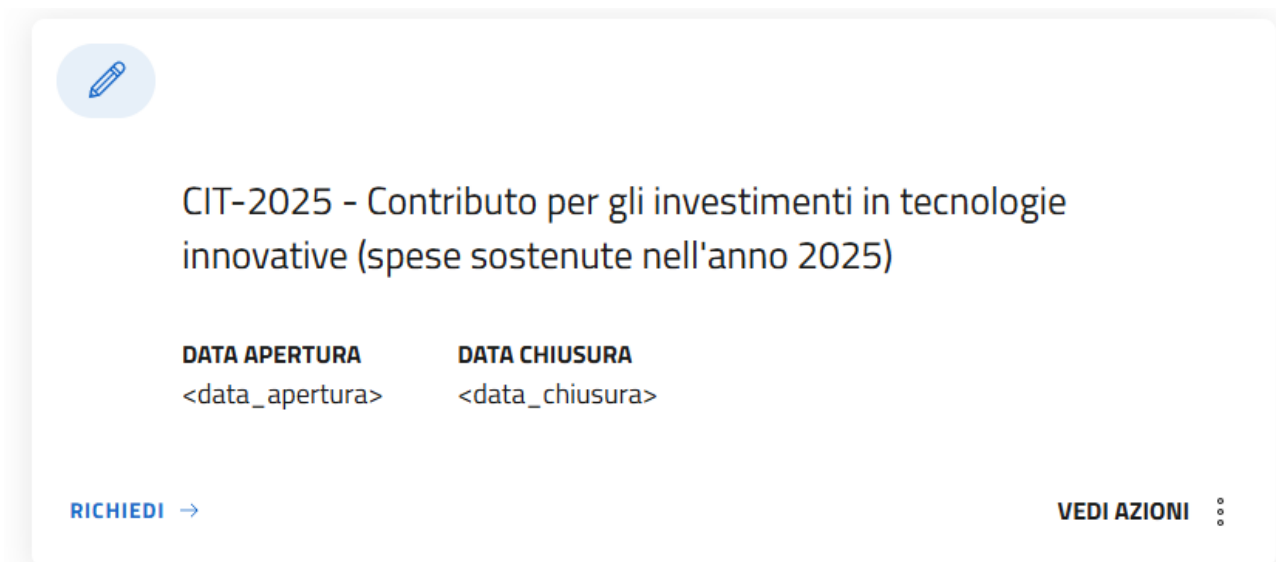 CIT-2025 - Contributo per gli investimenti in tecnologie
innovative (spese sostenute nell'anno 2025)
DATA APERTURA DATA CHIUSURA
<data_apertura> <data_chiusura>
RICHIEDI → VEDI AZIONI